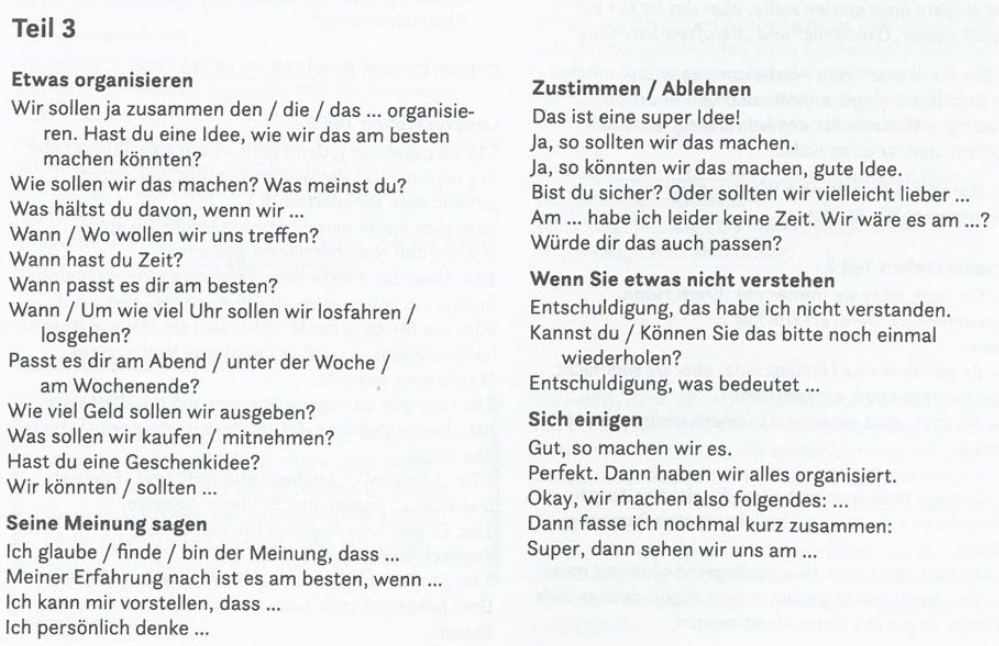 Teil 3
Etwas organisieren
Wir sollen ja zusammen den / die / das ... organisie-
ren. Hast du eine Idee, wie wir das am besten
machen könnten?
Wie sollen wir das machen? Was meinst du?
Was hältst du davon, wenn wir ...
Wann / Wo wollen wir uns treffen?
Wann hast du Zeit?
Wann passt es dir am besten?
Wann / Um wie viel Uhr sollen wir losfahren /
losgehen?
Passt es dir am Abend / unter der Woche /
am Wochenende?
Wie viel Geld sollen wir ausgeben?
Was sollen wir kaufen / mitnehmen?
Hast du eine Geschenkidee?
Wir könnten / sollten ...
Seine Meinung sagen
Ich glaube / finde / bin der Meinung, dass ...
Meiner Erfahrung nach ist es am besten, wenn ...
Ich kann mir vorstellen, dass ...
Ich persönlich denke ...
Zustimmen / Ablehnen
Das ist eine super Idee!
Ja, so sollten wir das machen.
Ja, so können wir das machen, gute Idee.
Bist du sicher? Oder sollten wir vielleicht lieber ...
Am ... habe ich leider keine Zeit. Wir wäre es am ...?
Würde dir das auch passen?
Wenn Sie etwas nicht verstehen
Entschuldigung, das habe ich nicht verstanden.
Kannst du / Können Sie das bitte noch einmal
wiederholen?
Entschuldigung, was bedeutet ...
Sich einigen
Gut, so machen wir es.
Perfekt. Dann haben wir alles organisiert.
Okay, wir machen also folgendes: ...
Dann fasse ich nochmal kurz zusammen:
Super, dann sehen wir uns am ...